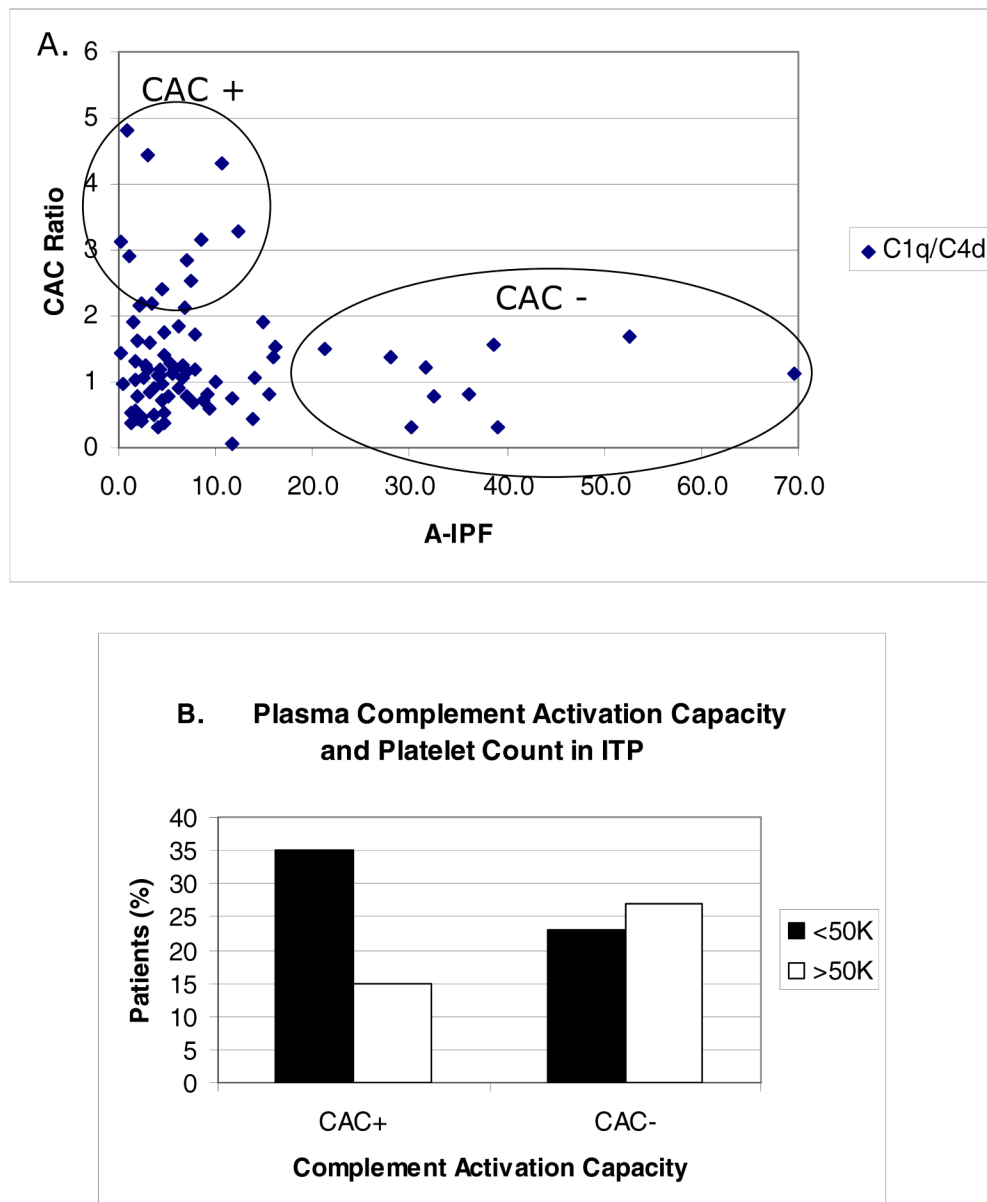 A.
6
5
4
3
2
1
0
CAC Ratio
CAC +
CAC -
C1q/C4d
0.0 10.0 20.0 30.0 40.0 50.0 60.0 70.0
A-IPF
B. Plasma Complement Activation Capacity
and Platelet Count in ITP
40
35
30
25
20
15
10
5
0
Patients (%)
<50K
>50K
CAC+ CAC-
Complement Activation Capacity